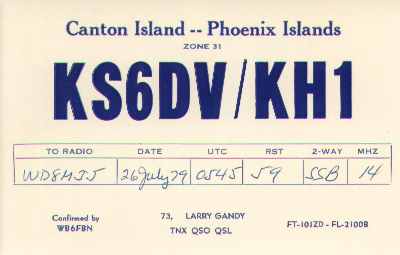 Canton Island -- Phoenix Islands
ZONE 31
KS6DV/KH1
TO RADIO DATE UTC RST 2-WAY MHZ
WD8MJJ 26 July 79 0545 59 SSB 14
Confirmed by
WB6FBN
73, LARRY GANDY
TNX QSO QSL
FT-101ZD - FL-2100B